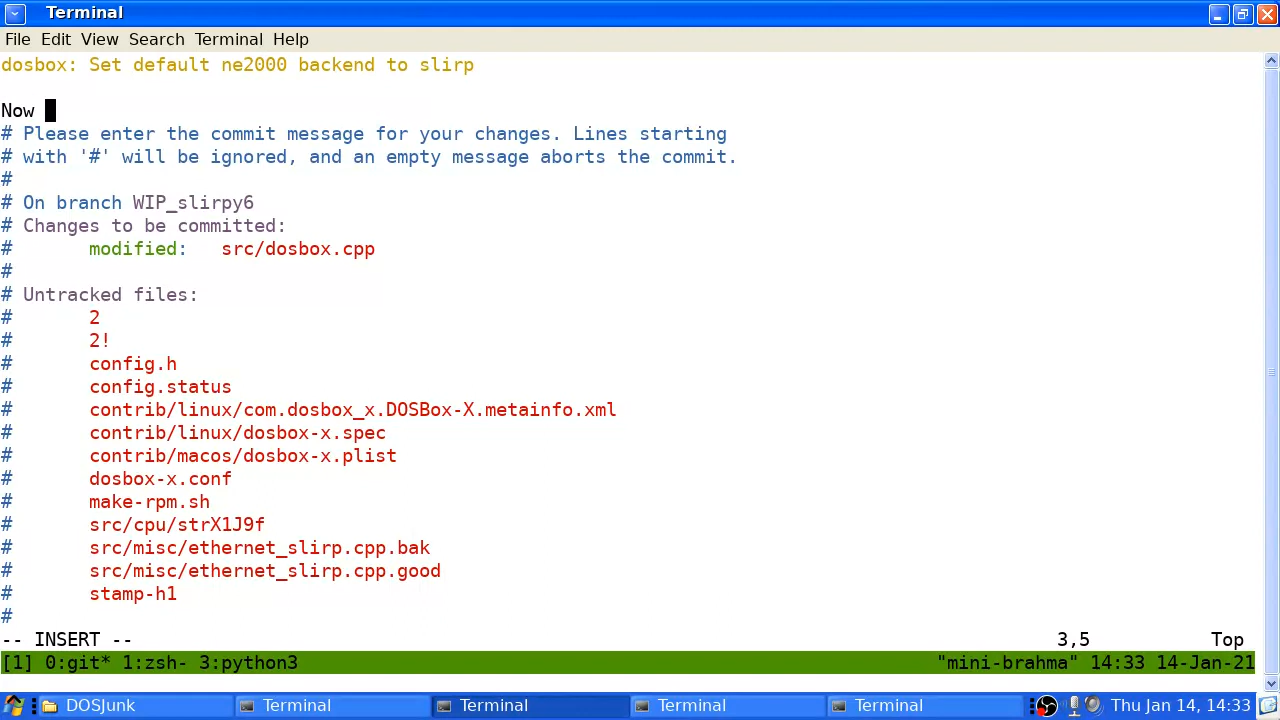 Terminal
File Edit View Search Terminal Help
dosbox: Set default ne2000 backend to slirp
Now
# Please enter the commit message for your changes. Lines starting
# with '#' will be ignored, and an empty message aborts the commit.
#
# On branch WIP_slirpy6
# Changes to be committed:
#       modified:   src/dosbox.cpp
#
# Untracked files:
#       2
#       2!
#       config.h
#       config.status
#       contrib/linux/com.dosbox_x.DOSBox-X.metainfo.xml
#       contrib/linux/dosbox-x.spec
#       contrib/macos/dosbox-x.plist
#       dosbox-x.conf
#       make-rpm.sh
#       src/cpu/strX1J9f
#       src/misc/ethernet_slirp.cpp.bak
#       src/misc/ethernet_slirp.cpp.good
#       stamp-h1
#
-- INSERT -- 3,5 Top
[1] 0:git* 1:zsh- 3:python3 "mini-brahma" 14:33 14-Jan-21
DOSJunk Terminal Terminal Terminal Terminal Thu Jan 14, 14:33